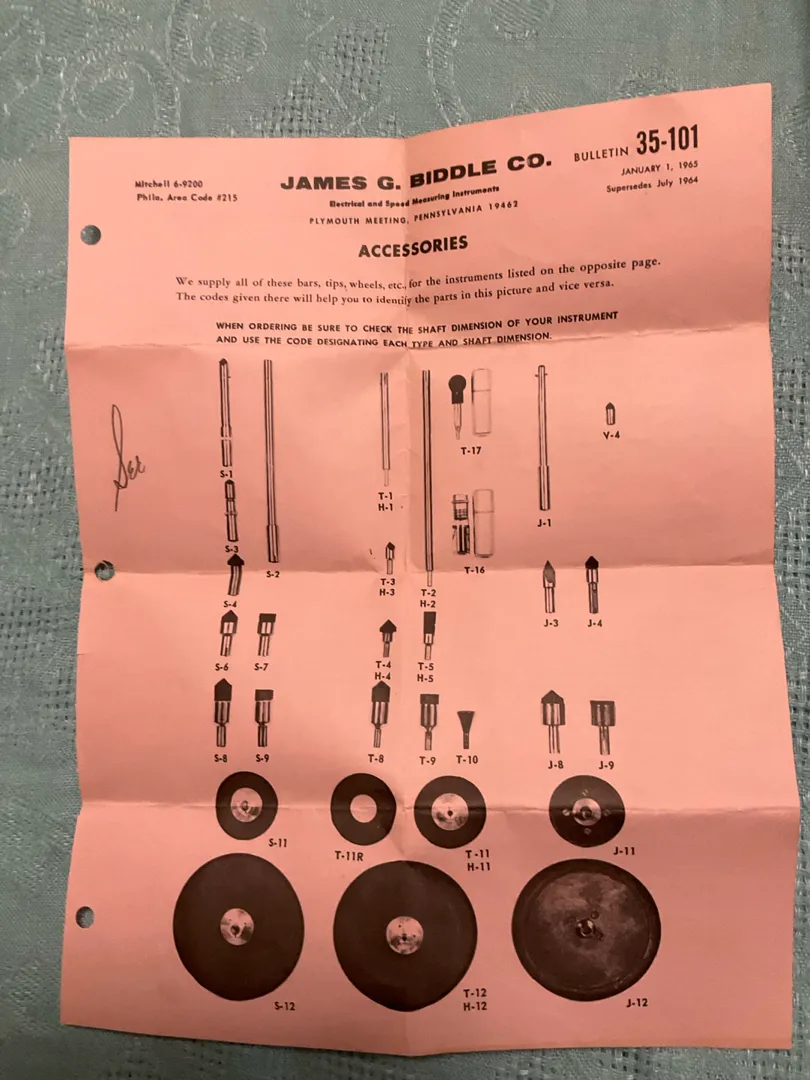 Mitchell 6-9200
Phila. Area Code #215
JAMES G. BIDDLE CO.
Electrical and Speed Measuring Instruments
PLYMOUTH MEETING, PENNSYLVANIA 19462
BULLETIN 35-101
JANUARY 1, 1965
Supersedes July 1964
ACCESSORIES
We supply all of these bars, tips, wheels, etc., for the instruments listed on the opposite page.
The codes given there will help you to identify the parts in this picture and vice versa.
WHEN ORDERING BE SURE TO CHECK THE SHAFT DIMENSION OF YOUR INSTRUMENT
AND USE THE CODE DESIGNATING EACH TYPE AND SHAFT DIMENSION.
S-1
T-1
H-1
T-17
J-1
V-4
S-3
S-2
T-3
H-3
T-2
H-2
T-16
S-4
J-3
J-4
S-6
S-7
T-4
H-4
T-5
H-5
S-8
S-9
T-8
T-9
T-10
J-8
J-9
S-11
T-11R
T-11
H-11
J-11
S-12
T-12
H-12
J-12